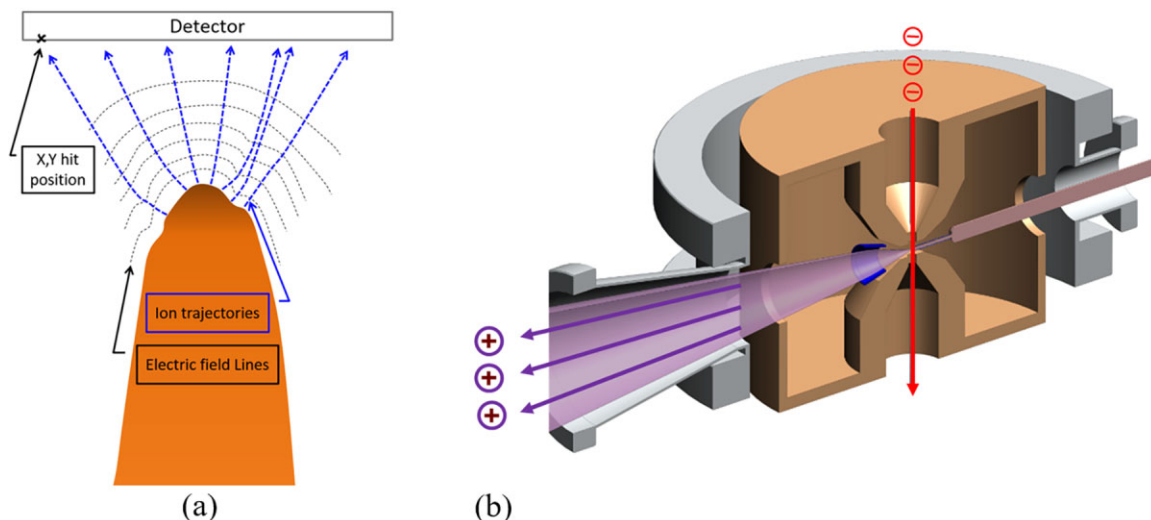 Detector
X,Y hit
position
Ion trajectories
Electric field Lines
(a)
(b)